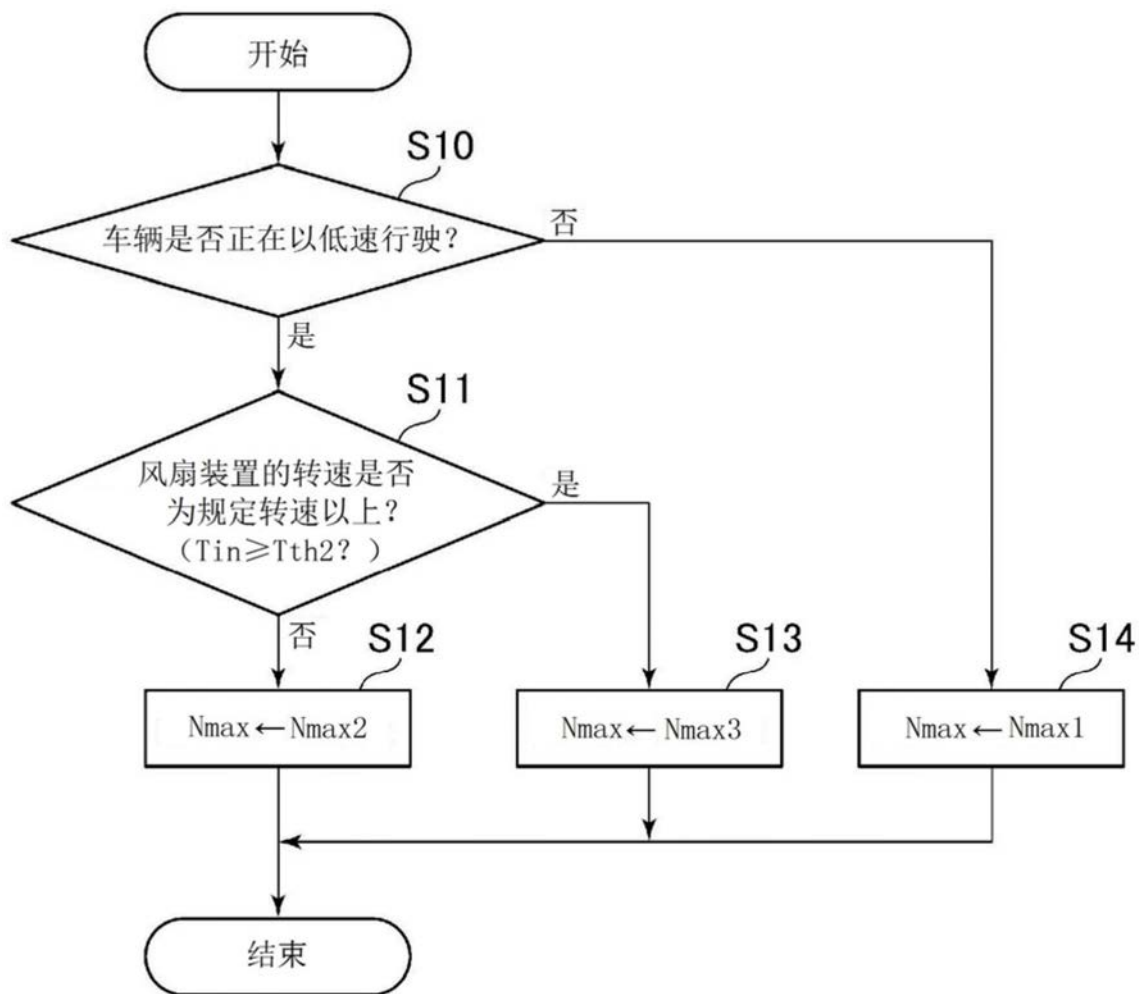 开始
S10
车辆是否正在以低速行驶?
否
是
S11
风扇装置的转速是否
为规定转速以上?
(Tin≥Tth2? )
是
否
S12
S13
S14
Nmax←Nmax2
Nmax←Nmax3
Nmax←Nmax1
结束